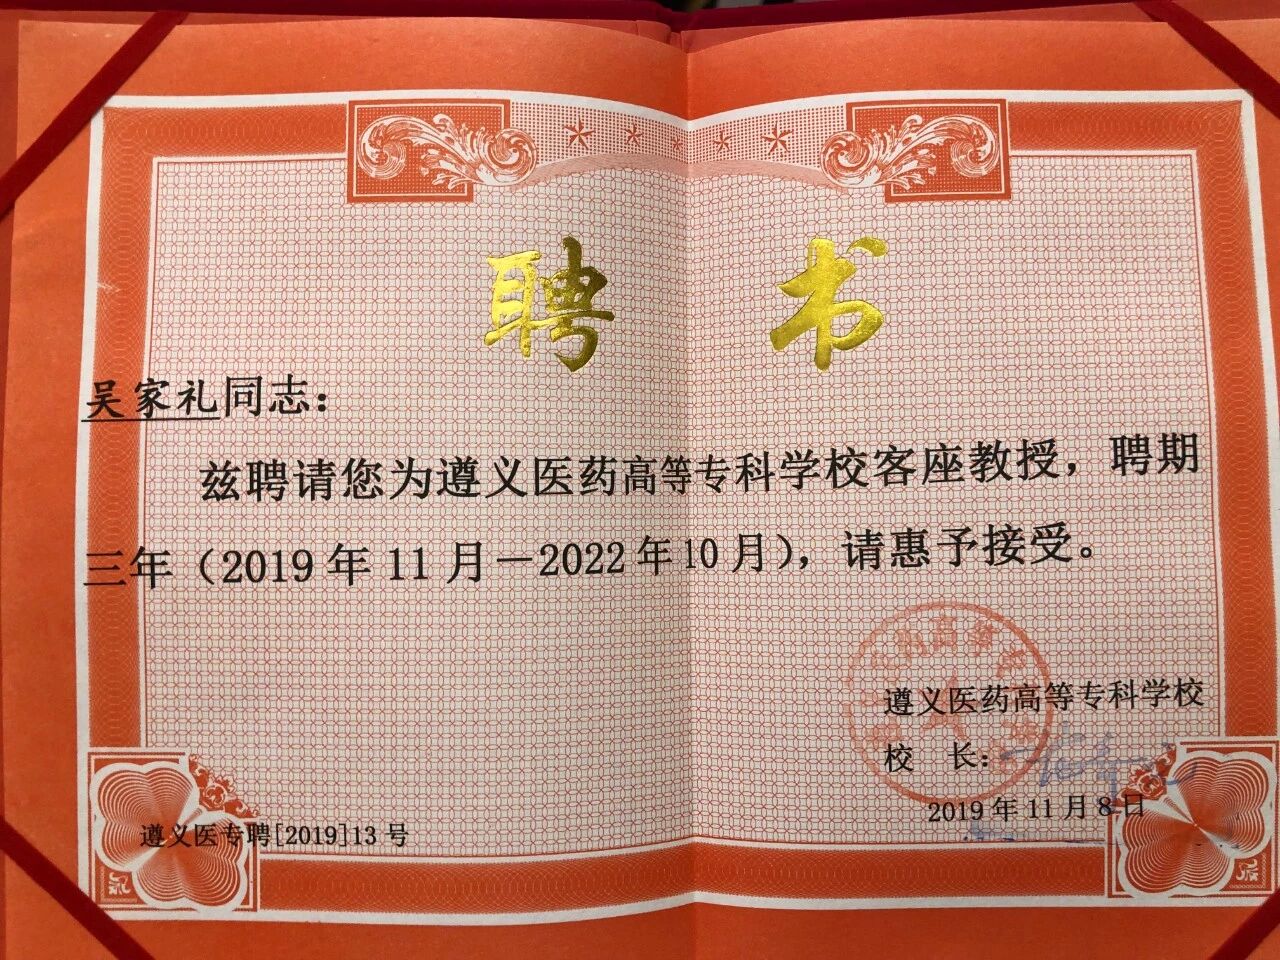 聘书
吴家礼同志：
兹聘请您为遵义医药高等专科学校客座教授，聘期
三年（2019年11月－2022年10月），请惠予接受。
遵义医药高等专科学校
校 长：
2019年11月8日
遵义医专聘[2019]13号